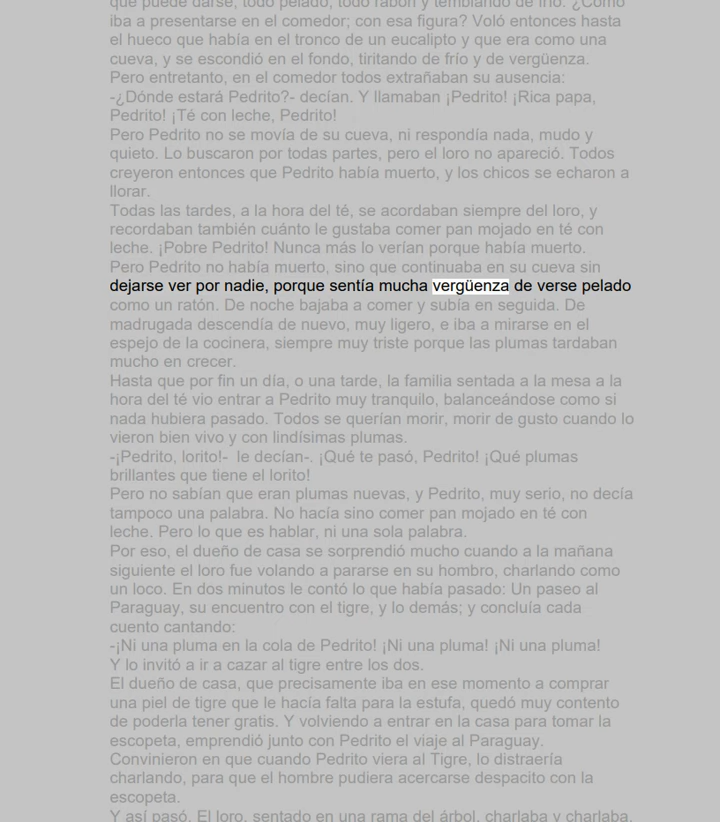 que puede darse, todo pelado, todo rabón y temblando de frío. ¿Cómo
iba a presentarse en el comedor; con esa figura? Voló entonces hasta
el hueco que había en el tronco de un eucalipto y que era como una
cueva, y se escondió en el fondo, tiritando de frío y de vergüenza.
Pero entretanto, en el comedor todos extrañaban su ausencia:
-¿Dónde estará Pedrito?- decían. Y llamaban ¡Pedrito! ¡Rica papa,
Pedrito! ¡Té con leche, Pedrito!
Pero Pedrito no se movía de su cueva, ni respondía nada, mudo y
quieto. Lo buscaron por todas partes, pero el loro no apareció. Todos
creyeron entonces que Pedrito había muerto, y los chicos se echaron a
llorar.
Todas las tardes, a la hora del té, se acordaban siempre del loro, y
recordaban también cuánto le gustaba comer pan mojado en té con
leche. ¡Pobre Pedrito! Nunca más lo verían porque había muerto.
Pero Pedrito no había muerto, sino que continuaba en su cueva sin
dejarse ver por nadie, porque sentía mucha vergüenza de verse pelado
como un ratón. De noche bajaba a comer y subía en seguida. De
madrugada descendía de nuevo, muy ligero, e iba a mirarse en el
espejo de la cocinera, siempre muy triste porque las plumas tardaban
mucho en crecer.
Hasta que por fin un día, o una tarde, la familia sentada a la mesa a la
hora del té vio entrar a Pedrito muy tranquilo, balanceándose como si
nada hubiera pasado. Todos se querían morir, morir de gusto cuando lo
vieron bien vivo y con lindísimas plumas.
-¡Pedrito, lorito!-  le decían-. ¡Qué te pasó, Pedrito! ¡Qué plumas
brillantes que tiene el lorito!
Pero no sabían que eran plumas nuevas, y Pedrito, muy serio, no decía
tampoco una palabra. No hacía sino comer pan mojado en té con
leche. Pero lo que es hablar, ni una sola palabra.
Por eso, el dueño de casa se sorprendió mucho cuando a la mañana
siguiente el loro fue volando a pararse en su hombro, charlando como
un loco. En dos minutos le contó lo que había pasado: Un paseo al
Paraguay, su encuentro con el tigre, y lo demás; y concluía cada
cuento cantando:
-¡Ni una pluma en la cola de Pedrito! ¡Ni una pluma! ¡Ni una pluma!
Y lo invitó a ir a cazar al tigre entre los dos.
El dueño de casa, que precisamente iba en ese momento a comprar
una piel de tigre que le hacía falta para la estufa, quedó muy contento
de poderla tener gratis. Y volviendo a entrar en la casa para tomar la
escopeta, emprendió junto con Pedrito el viaje al Paraguay.
Convinieron en que cuando Pedrito viera al Tigre, lo distraería
charlando, para que el hombre pudiera acercarse despacito con la
escopeta.
Y así pasó. El loro, sentado en una rama del árbol, charlaba y charlaba,